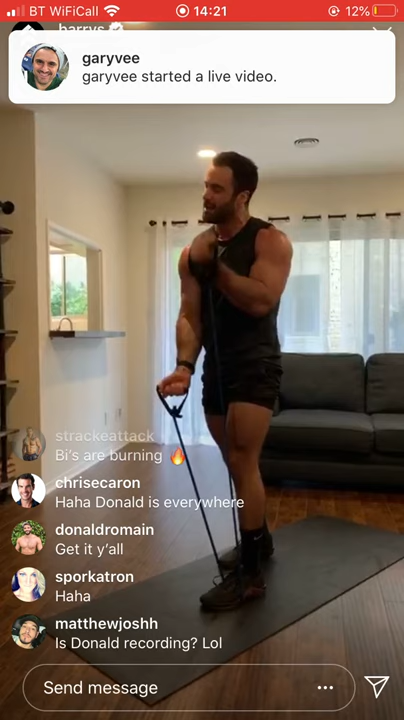 BT WiFiCall
14:21
12%
barrys
garyvee
garyvee started a live video.
strackeattack
Bi's are burning 🔥
chrisecaron
Haha Donald is everywhere
donaldromain
Get it y'all
sporkatron
Haha
matthewjoshh
Is Donald recording? Lol
Send message